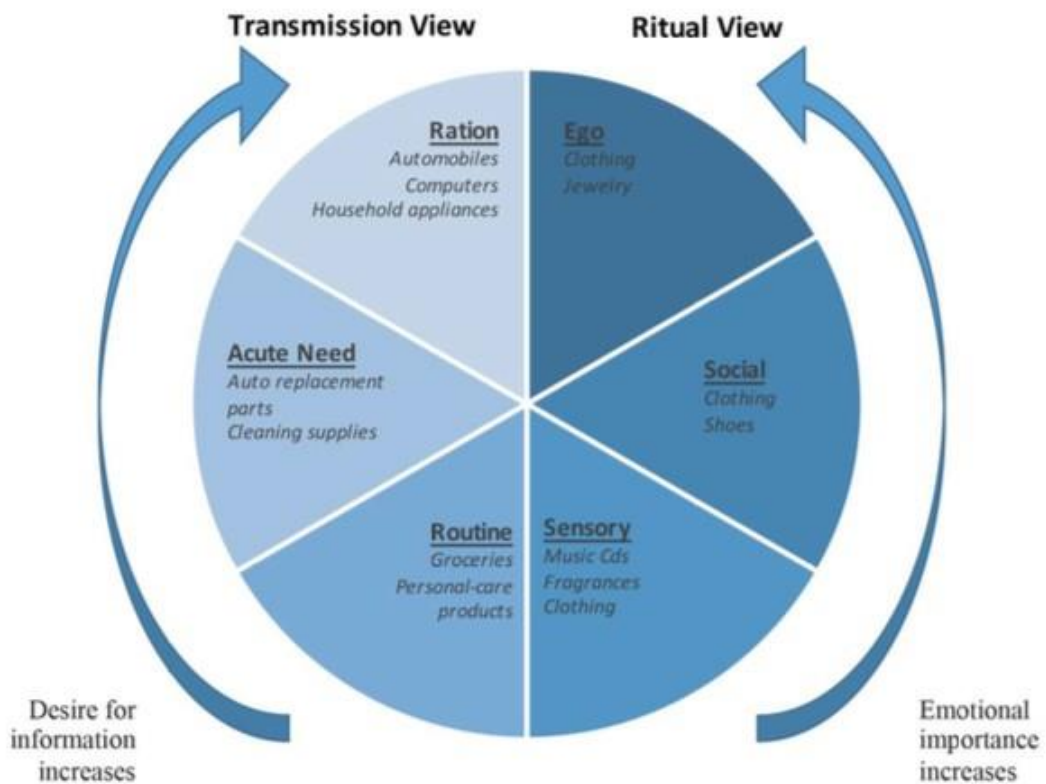 Transmission View
Ritual View
Ration
Automobiles
Computers
Household appliances
Ego
Clothing
Jewelry
Acute Need
Auto replacement
parts
Cleaning supplies
Social
Clothing
Shoes
Routine
Groceries
Personal-care
products
Sensory
Music Cds
Fragrances
Clothing
Desire for
information
increases
Emotional
importance
increases